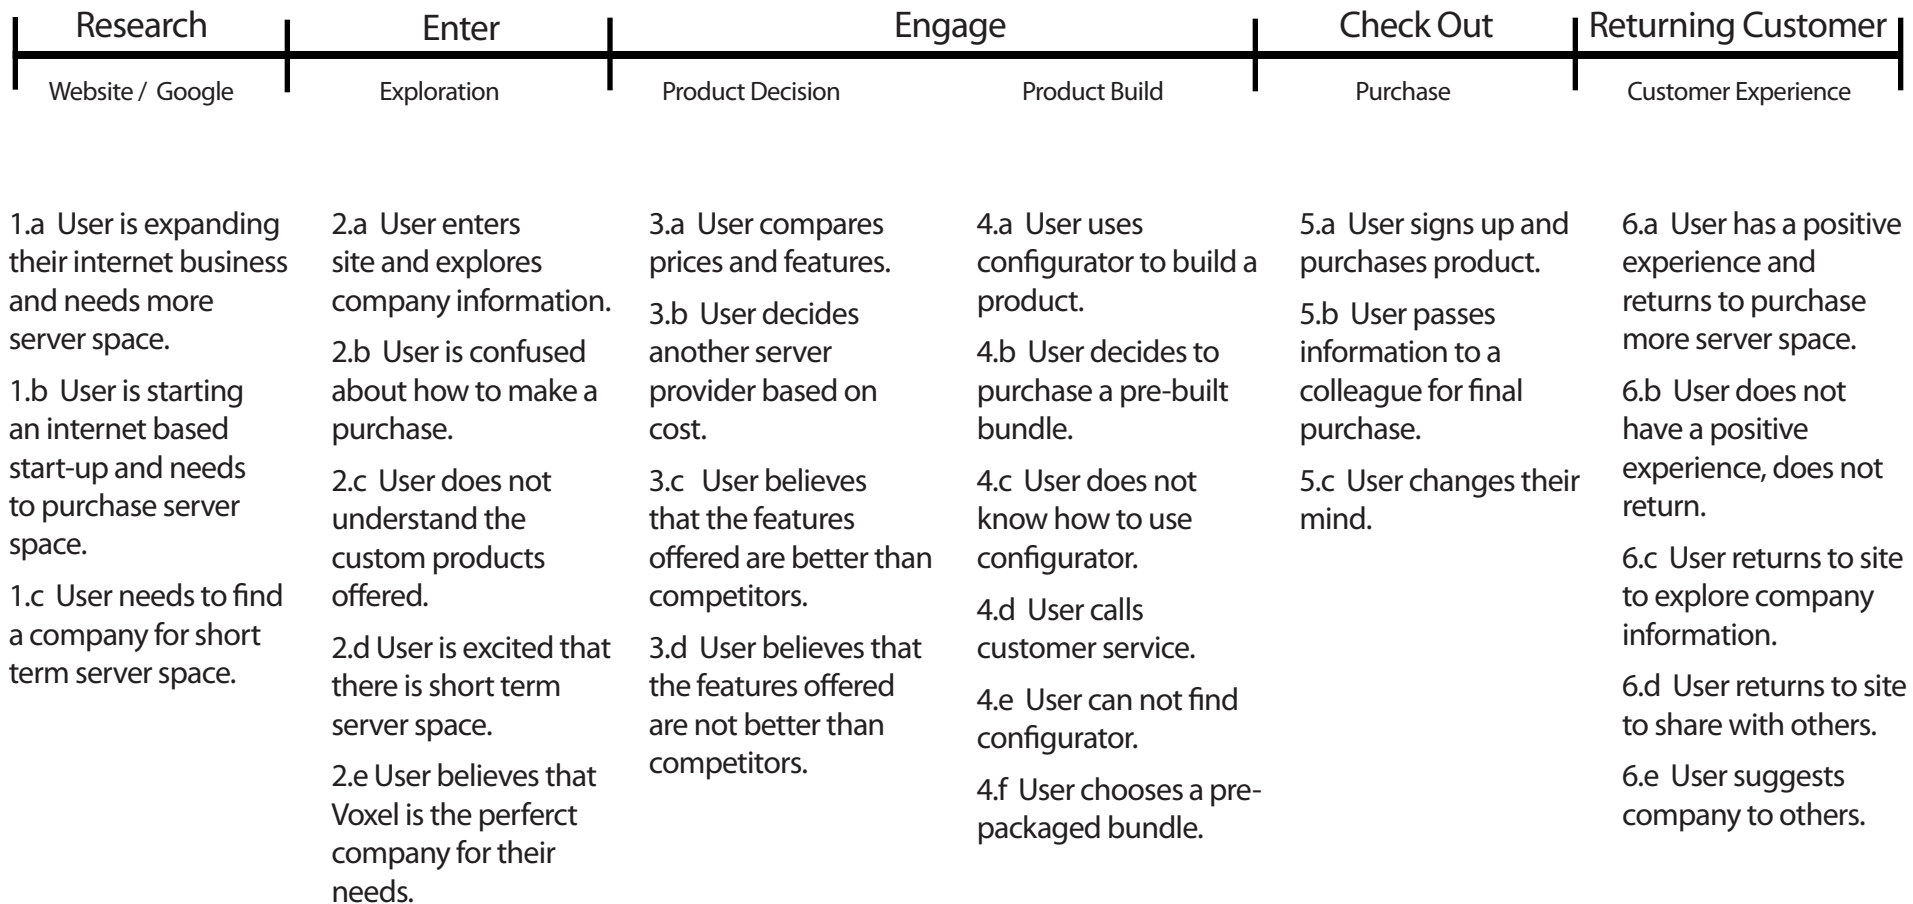 Research
Enter
Engage
Check Out
Returning Customer
Website / Google
Exploration
Product Decision
Product Build
Purchase
Customer Experience
1.a User is expanding
their internet business
and needs more
server space.
1.b User is starting
an internet based
start-up and needs
to purchase server
space.
1.c User needs to find
a company for short
term server space.
2.a User enters
site and explores
company information.
2.b User is confused
about how to make a
purchase.
2.c User does not
understand the
custom products
offered.
2.d User is excited that
there is short term
server space.
2.e User believes that
Voxel is the perferct
company for their
needs.
3.a User compares
prices and features.
3.b User decides
another server
provider based on
cost.
3.c User believes
that the features
offered are better than
competitors.
3.d User believes that
the features offered
are not better than
competitors.
4.a User uses
configurator to build a
product.
4.b User decides to
purchase a pre-built
bundle.
4.c User does not
know how to use
configurator.
4.d User calls
customer service.
4.e User can not find
configurator.
4.f User chooses a pre-
packaged bundle.
5.a User signs up and
purchases product.
5.b User passes
information to a
colleague for final
purchase.
5.c User changes their
mind.
6.a User has a positive
experience and
returns to purchase
more server space.
6.b User does not
have a positive
experience, does not
return.
6.c User returns to site
to explore company
information.
6.d User returns to site
to share with others.
6.e User suggests
company to others.